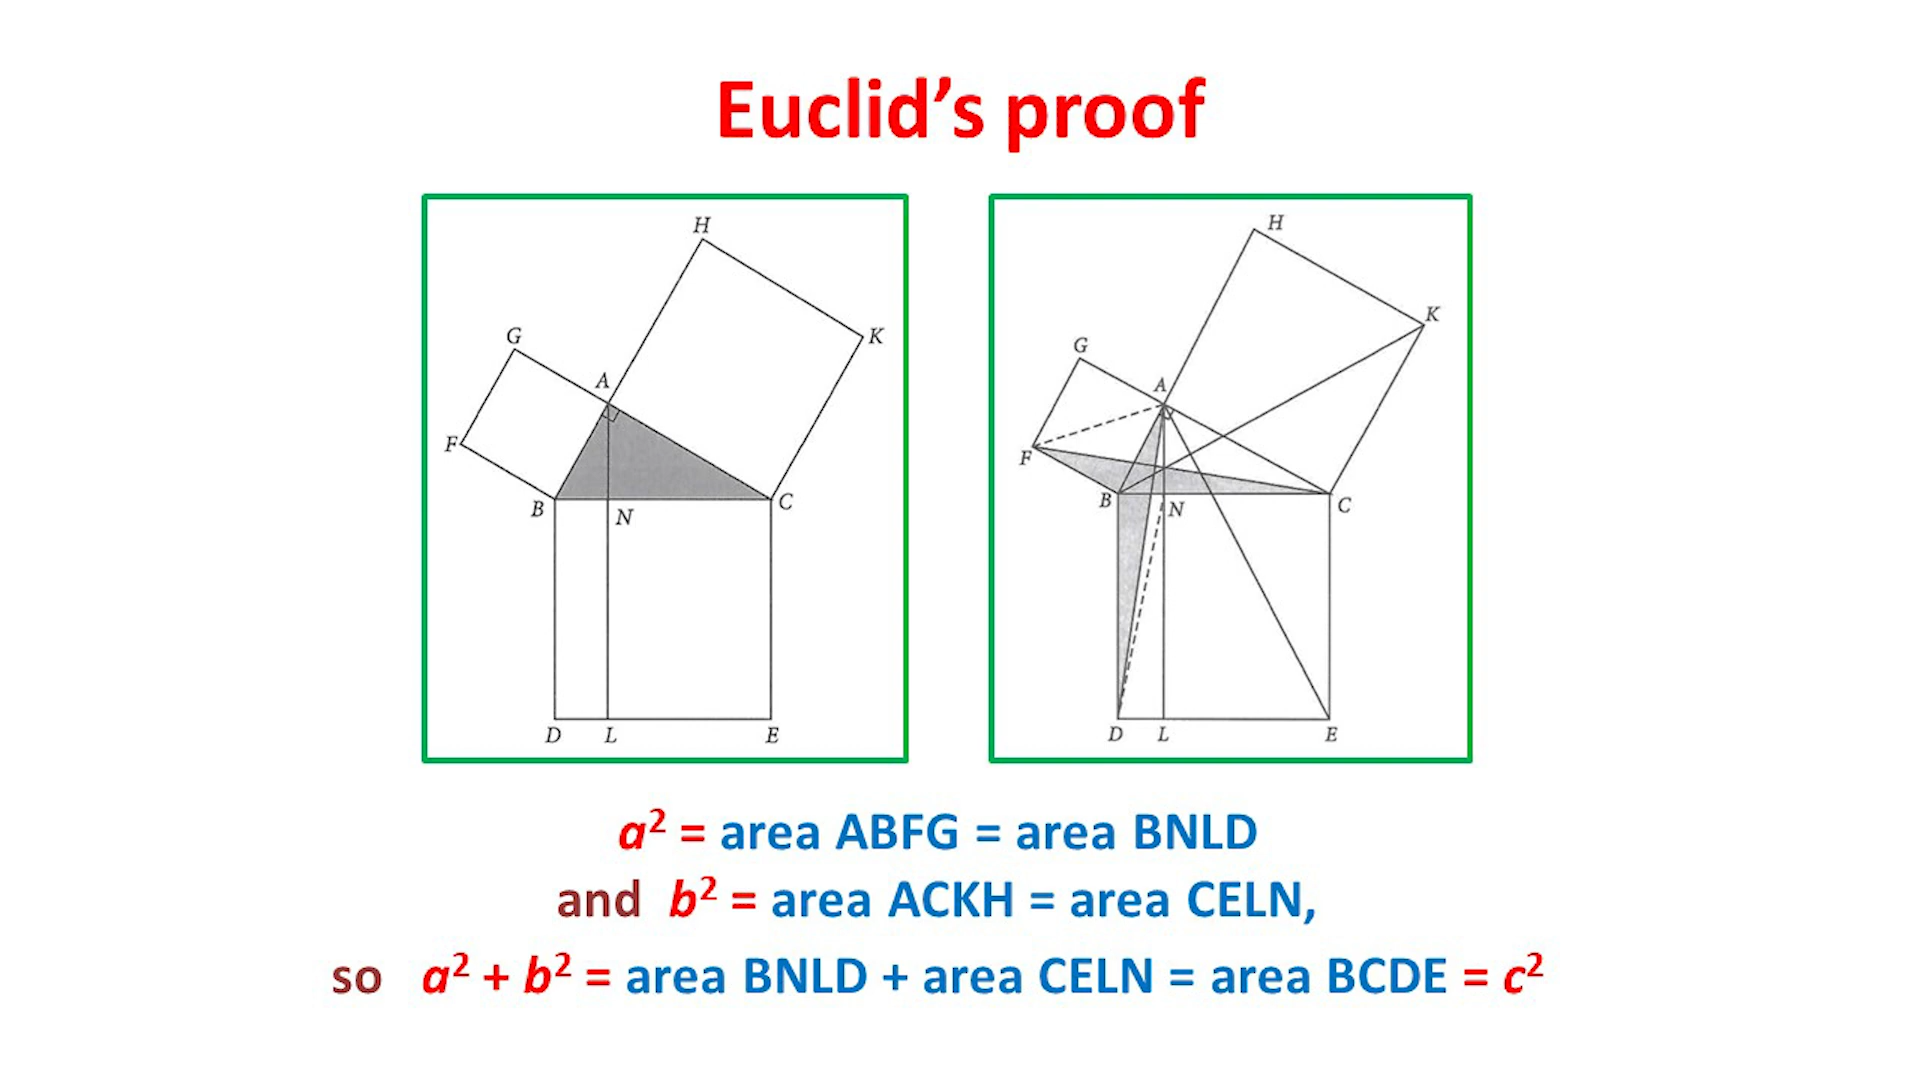 Euclid’s proof
H
K
G
A
F
B
N
C
D L E
H
K
G
A
F
B
N
C
D L E
a² = area ABFG = area BNLD
and b² = area ACKH = area CELN,
so a² + b² = area BNLD + area CELN = area BCDE = c²